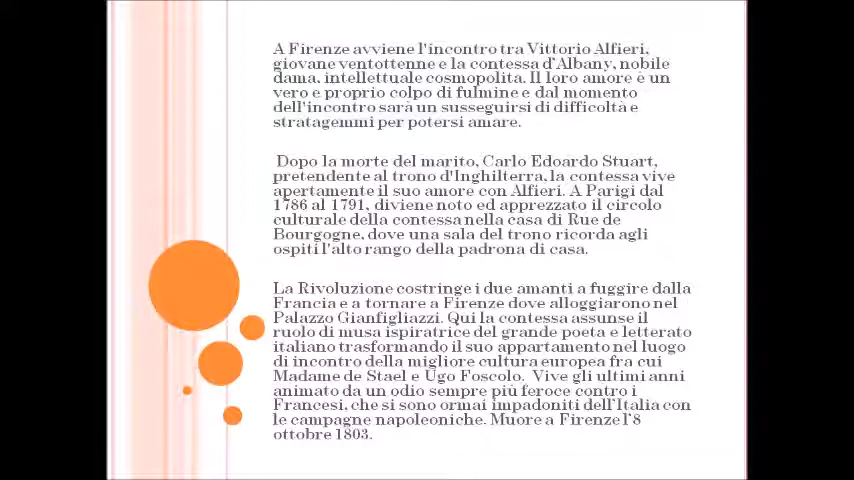 A Firenze avviene l'incontro tra Vittorio Alfieri,
giovane ventottenne e la contessa d'Albany, nobile
dama, intellettuale cosmopolita. Il loro amore è un
vero e proprio colpo di fulmine e dal momento
dell'incontro sarà un susseguirsi di difficoltà e
stratagemmi per potersi amare.
Dopo la morte del marito, Carlo Edoardo Stuart,
pretendente al trono d'Inghilterra, la contessa vive
apertamente il suo amore con Alfieri. A Parigi dal
1786 al 1791, diviene noto ed apprezzato il circolo
culturale della contessa nella casa di Rue de
Bourgogne, dove una sala del trono ricorda agli
ospiti l'alto rango della padrona di casa.
La Rivoluzione costringe i due amanti a fuggire dalla
Francia e a tornare a Firenze dove alloggiarono nel
Palazzo Gianfigliazzi. Qui la contessa assunse il
ruolo di musa ispiratrice del grande poeta e letterato
italiano trasformando il suo appartamento nel luogo
di incontro della migliore cultura europea fra cui
Madame de Stael e Ugo Foscolo. Vive gli ultimi anni
animato da un odio sempre più feroce contro i
Francesi, che si sono ormai impadoniti dell'Italia con
le campagne napoleoniche. Muore a Firenze l'8
ottobre 1803.